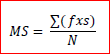 MS = ∑(fxs) / N